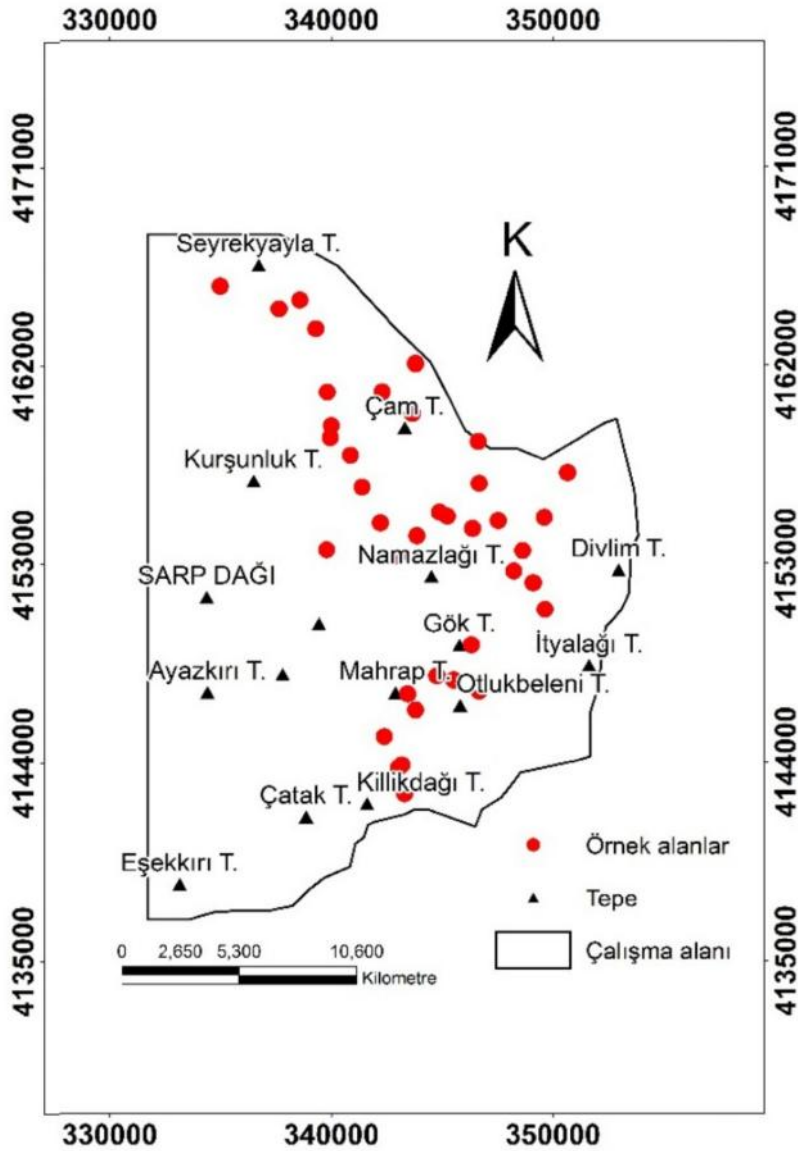 330000 340000 350000
4171000 4171000
K
Seyrekyayla T.
4162000 4162000
Çam T.
Kurşunluk T.
Namazlağı T. Divlim T.
4153000 4153000
SARP DAĞI
Gök T.
İtyalağı T.
Ayazkırı T. Mahrap T.
Otlukbeleni T.
4144000 4144000
Killikdağı T.
Çatak T.
Örnek alanlar
Eşekkırı T.
Tepe
0 2,650 5,300 10,600
Çalışma alanı
4135000 4135000
Kilometre
330000 340000 350000